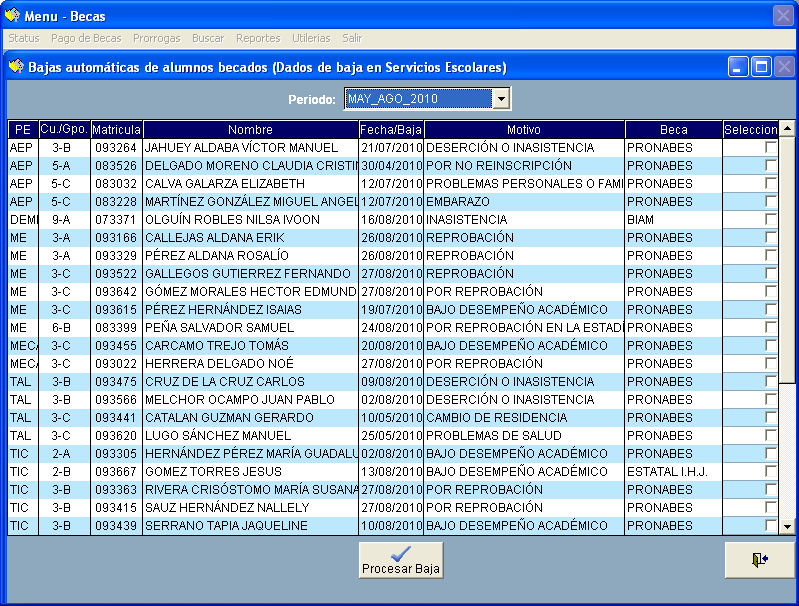 Menu - Becas
Status Pago de Becas Prorrogas Buscar Reportes Utilerias Salir
Bajas automáticas de alumnos becados (Dados de baja en Servicios Escolares)
Periodo: MAY_AGO_2010
PE Cu./Gpo. Matricula Nombre Fecha/Baja Motivo Beca Seleccion
AEP 3-B 093264 JAHUEY ALDABA VÍCTOR MANUEL 21/07/2010 DESERCIÓN O INASISTENCIA PRONABES
AEP 5-A 083526 DELGADO MORENO CLAUDIA CRISTIN 30/04/2010 POR NO REINSCRIPCIÓN PRONABES
AEP 5-C 083032 CALVA GALARZA ELIZABETH 12/07/2010 PROBLEMAS PERSONALES O FAMI PRONABES
AEP 5-C 083228 MARTÍNEZ GONZÁLEZ MIGUEL ANGEL 12/07/2010 EMBARAZO PRONABES
DEMI 9-A 073371 OLGUÍN ROBLES NILSA IVOON 16/08/2010 INASISTENCIA BIAM
ME 3-A 093166 CALLEJAS ALDANA ERIK 26/08/2010 REPROBACIÓN PRONABES
ME 3-A 093329 PÉREZ ALDANA ROSALÍO 26/08/2010 REPROBACIÓN PRONABES
ME 3-C 093522 GALLEGOS GUTIERREZ FERNANDO 27/08/2010 REPROBACIÓN PRONABES
ME 3-C 093642 GÓMEZ MORALES HECTOR EDMUND 27/08/2010 POR REPROBACIÓN PRONABES
ME 3-C 093615 PÉREZ HERNÁNDEZ ISAIAS 19/07/2010 BAJO DESEMPEÑO ACADÉMICO PRONABES
ME 6-B 083399 PEÑA SALVADOR SAMUEL 24/08/2010 POR REPROBACIÓN EN LA ESTADÍ PRONABES
MECA 3-C 093455 CARCAMO TREJO TOMÁS 20/08/2010 BAJO DESEMPEÑO ACADÉMICO PRONABES
MECA 3-C 093022 HERRERA DELGADO NOÉ 27/08/2010 POR REPROBACIÓN PRONABES
TAL 3-B 093475 CRUZ DE LA CRUZ CARLOS 09/08/2010 DESERCIÓN O INASISTENCIA PRONABES
TAL 3-B 093566 MELCHOR OCAMPO JUAN PABLO 02/08/2010 DESERCIÓN O INASISTENCIA PRONABES
TAL 3-C 093441 CATALAN GUZMAN GERARDO 10/05/2010 CAMBIO DE RESIDENCIA PRONABES
TAL 3-C 093620 LUGO SÁNCHEZ MANUEL 25/05/2010 PROBLEMAS DE SALUD PRONABES
TIC 2-A 093305 HERNÁNDEZ PÉREZ MARÍA GUADALU 02/08/2010 BAJO DESEMPEÑO ACADÉMICO PRONABES
TIC 2-B 093667 GOMEZ TORRES JESUS 13/08/2010 BAJO DESEMPEÑO ACADÉMICO ESTATAL I.H.J.
TIC 3-B 093363 RIVERA CRISÓSTOMO MARÍA SUSANA 27/08/2010 POR REPROBACIÓN PRONABES
TIC 3-B 093415 SAUZ HERNÁNDEZ NALLELY 27/08/2010 POR REPROBACIÓN PRONABES
TIC 3-B 093439 SERRANO TAPIA JAQUELINE 10/08/2010 BAJO DESEMPEÑO ACADÉMICO PRONABES
Procesar Baja